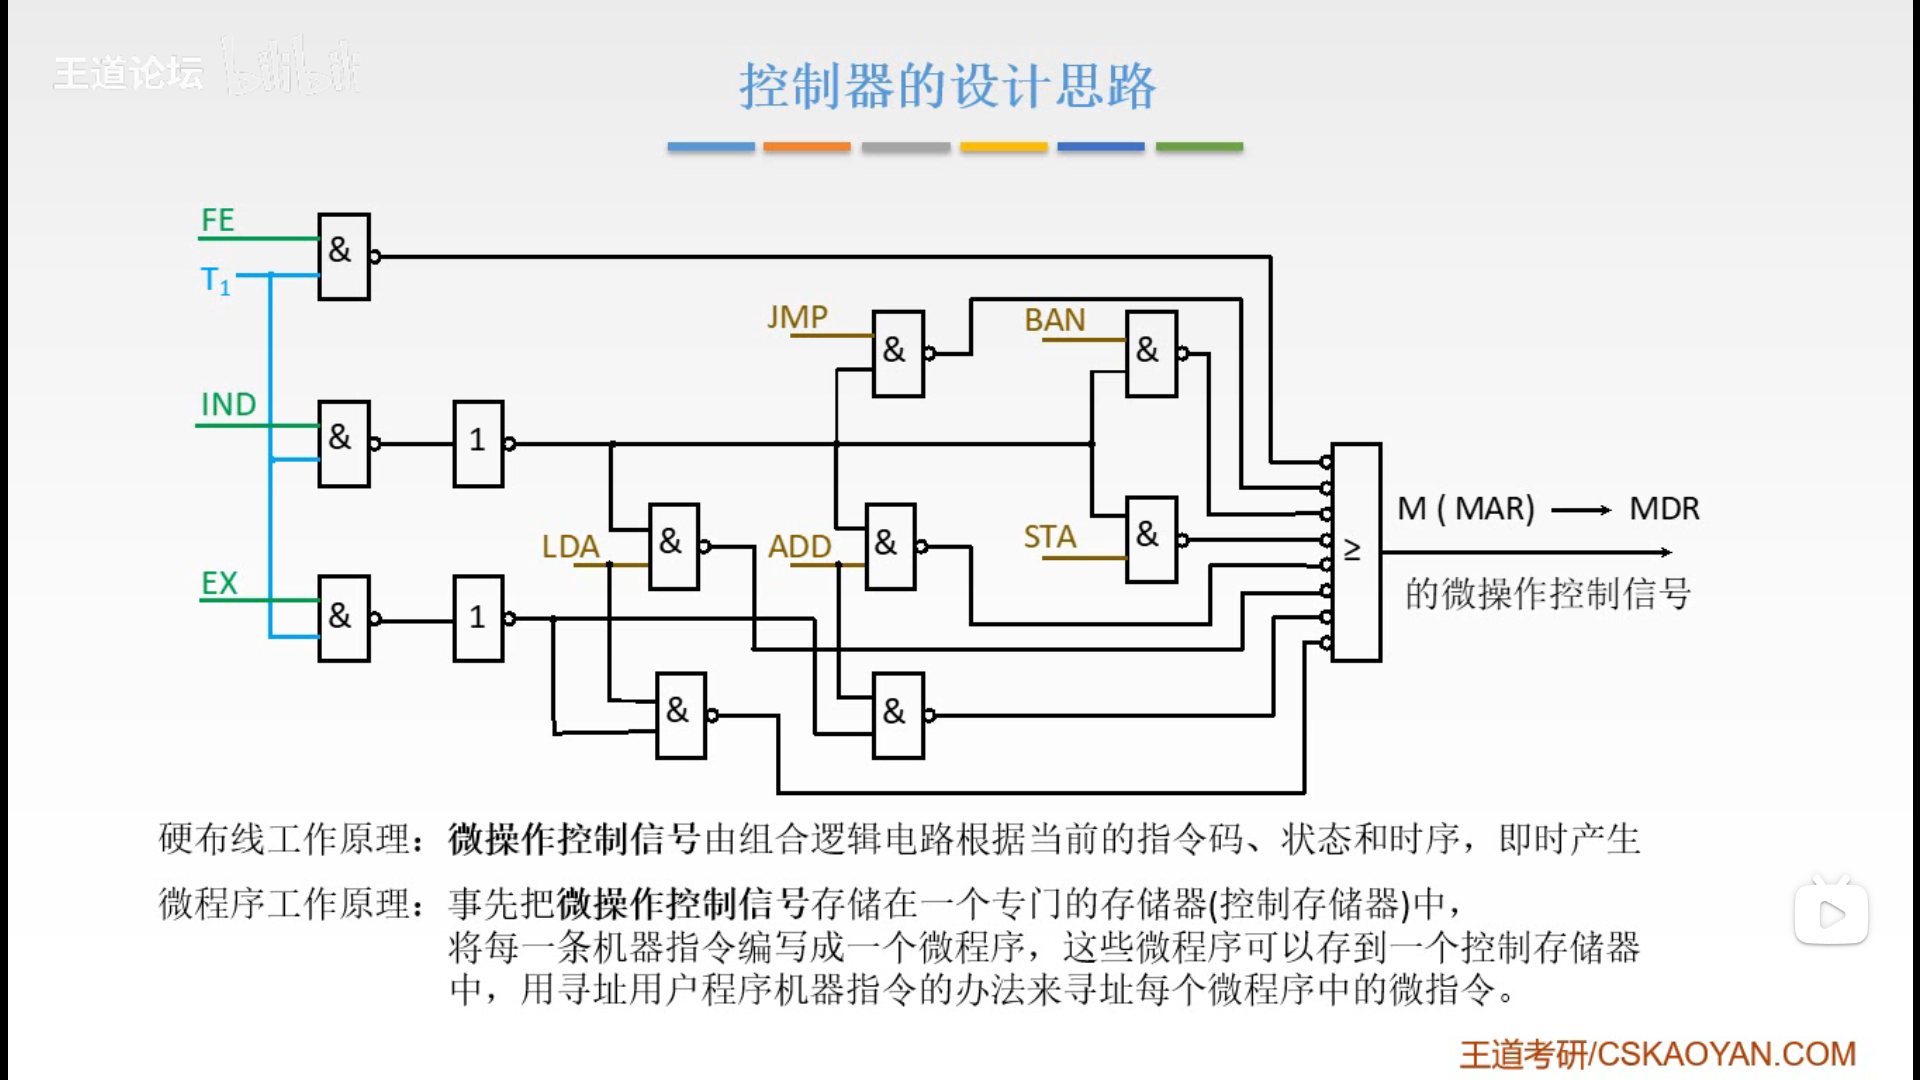 王道论坛 bilibili
控制器的设计思路
FE
&
T₁
JMP
&
BAN
&
IND
&
1
M ( MAR) → MDR
LDA
&
ADD
&
STA
&
≥
的微操作控制信号
EX
&
1
&
&
硬布线工作原理：微操作控制信号由组合逻辑电路根据当前的指令码、状态和时序，即时产生
微程序工作原理：事先把微操作控制信号存储在一个专门的存储器(控制存储器)中，
将每一条机器指令编写成一个微程序，这些微程序可以存到一个控制存储器
中，用寻址用户程序机器指令的办法来寻址每个微程序中的微指令。
王道考研/CSKAOYAN.COM